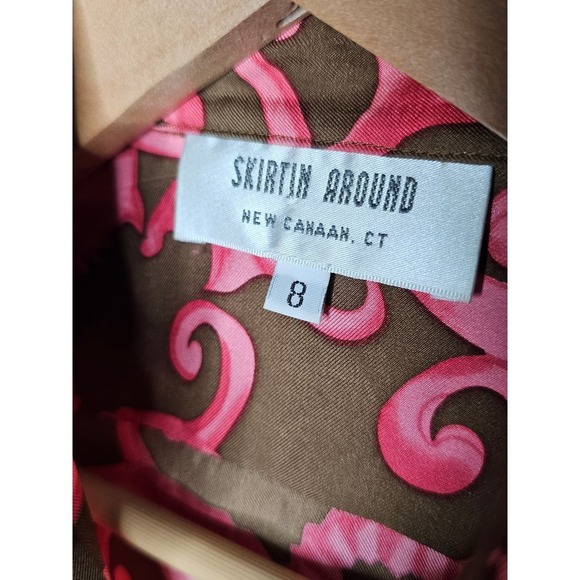 SKIRTIN AROUND
NEW CANAAN, CT
8